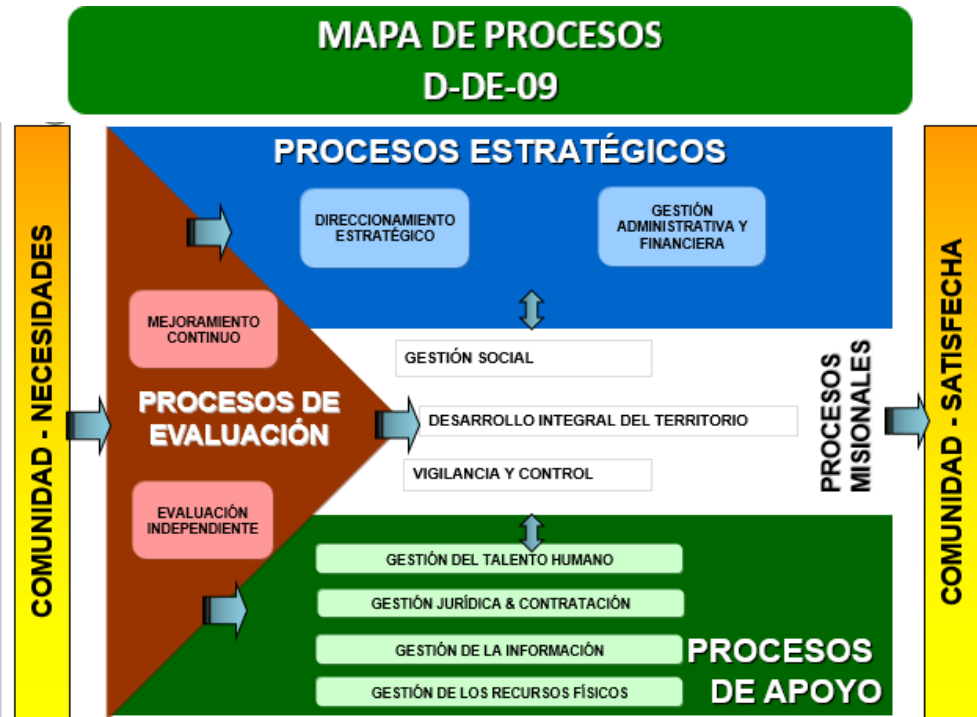 MAPA DE PROCESOS
D-DE-09
COMUNIDAD - NECESIDADES
PROCESOS ESTRATÉGICOS
DIRECCIONAMIENTO
ESTRATÉGICO
GESTIÓN
ADMINISTRATIVA Y
FINANCIERA
MEJORAMIENTO
CONTINUO
PROCESOS DE
EVALUACIÓN
EVALUACIÓN
INDEPENDIENTE
GESTIÓN SOCIAL
DESARROLLO INTEGRAL DEL TERRITORIO
VIGILANCIA Y CONTROL
PROCESOS
MISIONALES
GESTIÓN DEL TALENTO HUMANO
GESTIÓN JURÍDICA & CONTRATACIÓN
GESTIÓN DE LA INFORMACIÓN
GESTIÓN DE LOS RECURSOS FÍSICOS
PROCESOS
DE APOYO
COMUNIDAD - SATISFECHA